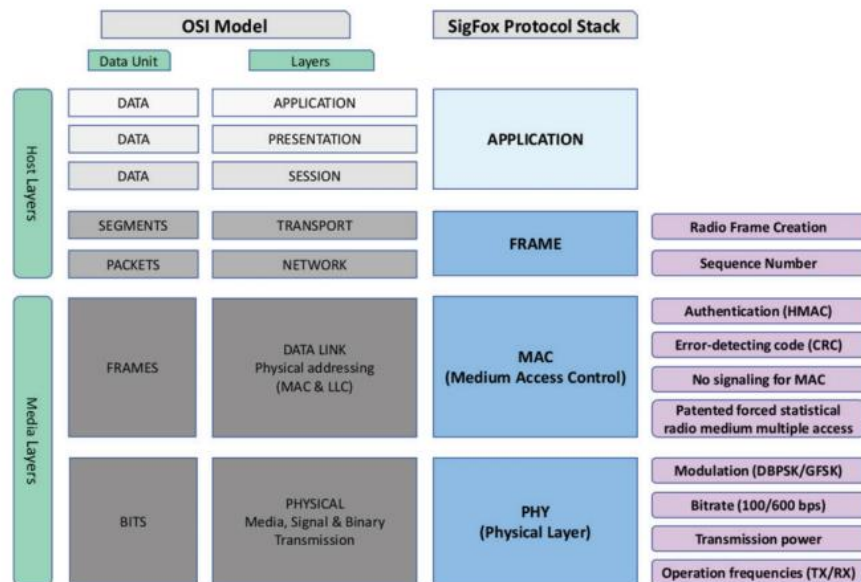 OSI Model
SigFox Protocol Stack
Data Unit
Layers
Host Layers
DATA
APPLICATION
DATA
PRESENTATION
DATA
SESSION
APPLICATION
SEGMENTS
TRANSPORT
PACKETS
NETWORK
FRAME
Radio Frame Creation
Sequence Number
Media Layers
FRAMES
DATA LINK
Physical addressing
(MAC & LLC)
MAC
(Medium Access Control)
Authentication (HMAC)
Error-detecting code (CRC)
No signaling for MAC
Patented forced statistical
radio medium multiple access
BITS
PHYSICAL
Media, Signal & Binary
Transmission
PHY
(Physical Layer)
Modulation (DBPSK/GFSK)
Bitrate (100/600 bps)
Transmission power
Operation frequencies (TX/RX)